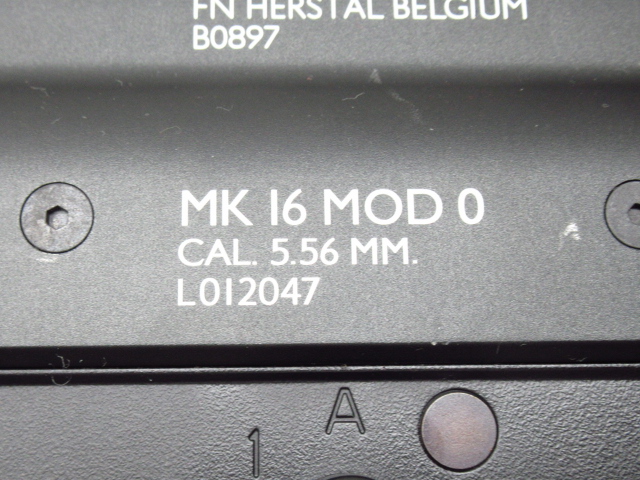 FN HERSTAL BELGIUM
B0897
MK 16 MOD 0
CAL. 5.56 MM.
L012047
A
1